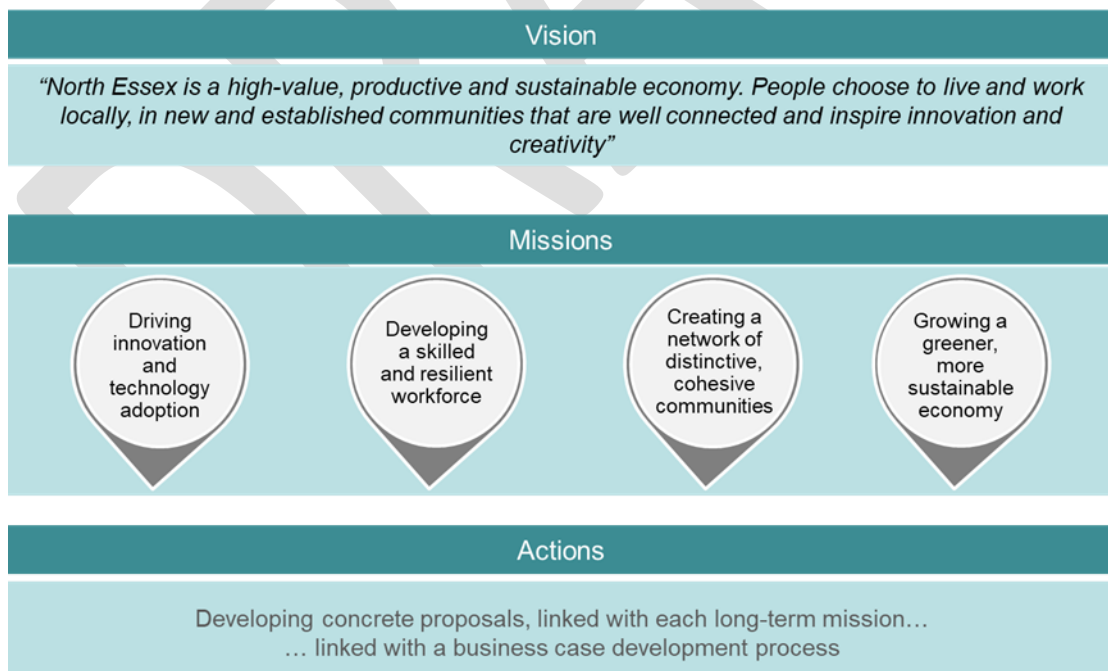 Vision
“North Essex is a high-value, productive and sustainable economy. People choose to live and work
locally, in new and established communities that are well connected and inspire innovation and
creativity”
Missions
Driving
innovation
and
technology
adoption
Developing
a skilled
and resilient
workforce
Creating a
network of
distinctive,
cohesive
communities
Growing a
greener,
more
sustainable
economy
Actions
Developing concrete proposals, linked with each long-term mission…
… linked with a business case development process